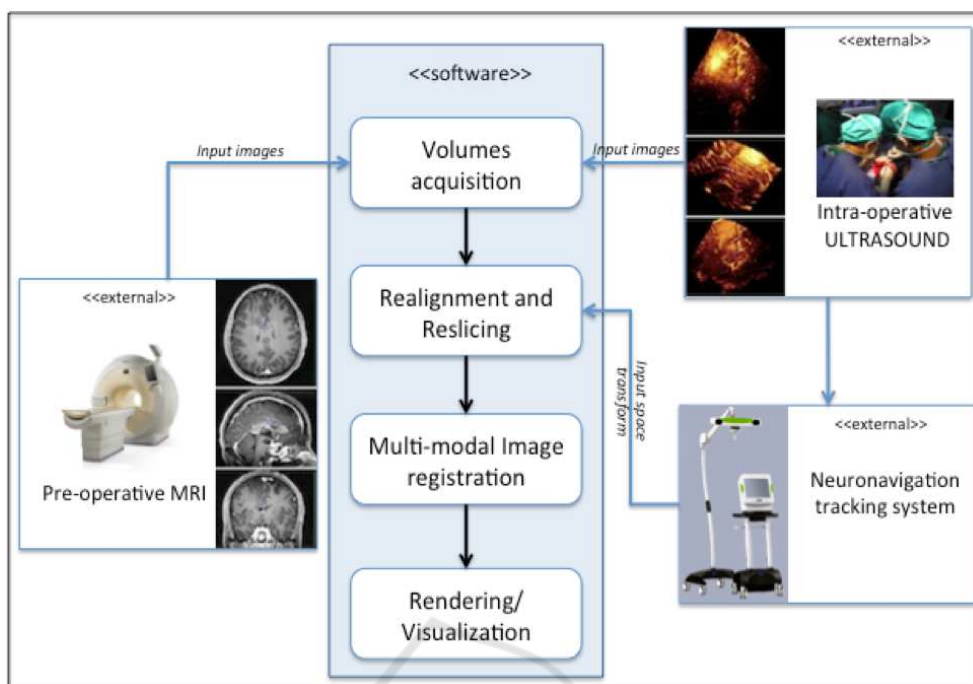 <<software>>
Volumes
acquisition
Realignment and
Reslicing
Multi-modal Image
registration
Rendering/
Visualization
Input images
Input images
<<external>>
Pre-operative MRI
<<external>>
Intra-operative
ULTRASOUND
Input space
transform
<<external>>
Neuronavigation
tracking system